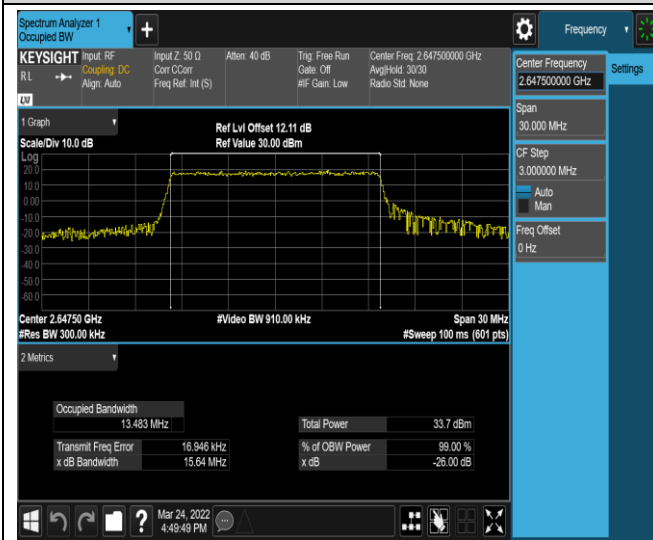 Spectrum Analyzer 1
Occupied BW
Frequency
KEYSIGHT
R L
Input: RF
Coupling: DC
Align: Auto
Input Z: 50 Ω
Corr CCorr
Freq Ref: Int (S)
Atten: 40 dB
Trig: Free Run
Gate: Off
#IF Gain: Low
Center Freq: 2.647500000 GHz
Avg|Hold: 30/30
Radio Std: None
LXI
Center Frequency
2.647500000 GHz
Settings
Span
30.000 MHz
CF Step
3.000000 MHz
Auto
Man
Freq Offset
0 Hz
1 Graph
Scale/Div 10.0 dB
Ref Lvl Offset 12.11 dB
Ref Value 30.00 dBm
Log
20.0
10.0
0.00
-10.0
-20.0
-30.0
-40.0
-50.0
-60.0
Center 2.64750 GHz
#Res BW 300.00 kHz
#Video BW 910.00 kHz
Span 30 MHz
#Sweep 100 ms (601 pts)
2 Metrics
Occupied Bandwidth
13.483 MHz
Total Power 33.7 dBm
Transmit Freq Error 16.946 kHz
% of OBW Power 99.00 %
x dB Bandwidth 15.64 MHz
x dB -26.00 dB
?
Mar 24, 2022
4:49:49 PM